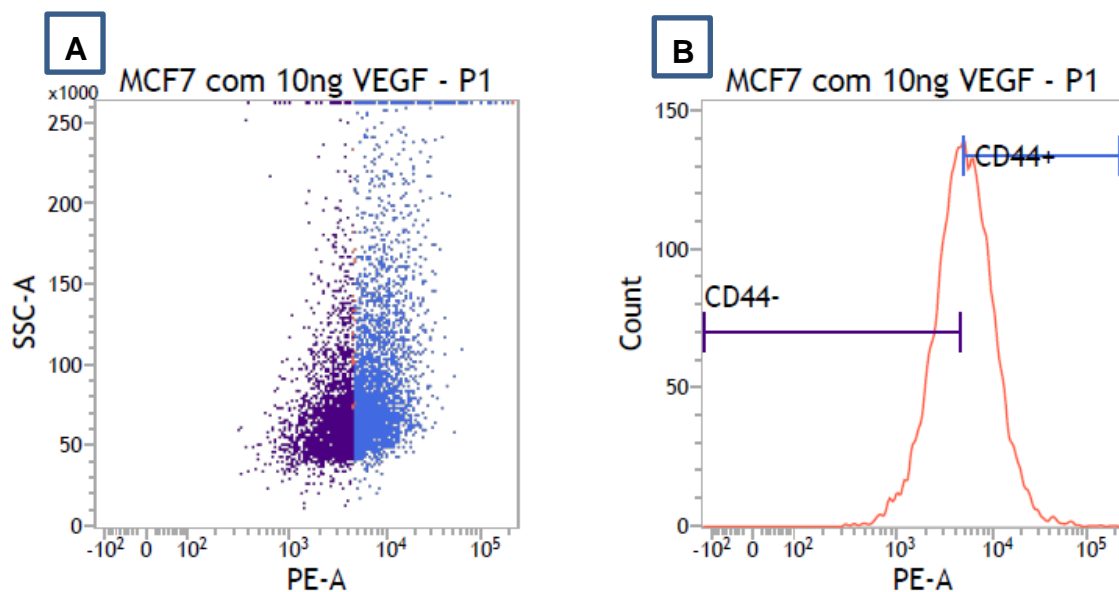 A
MCF7 com 10ng VEGF - P1
x1000
250
200
150
100
50
0
SSC-A
-10² 0 10² 10³ 10⁴ 10⁵
PE-A
B
MCF7 com 10ng VEGF - P1
150
100
50
0
Count
CD44+
CD44-
-10² 0 10² 10³ 10⁴ 10⁵
PE-A